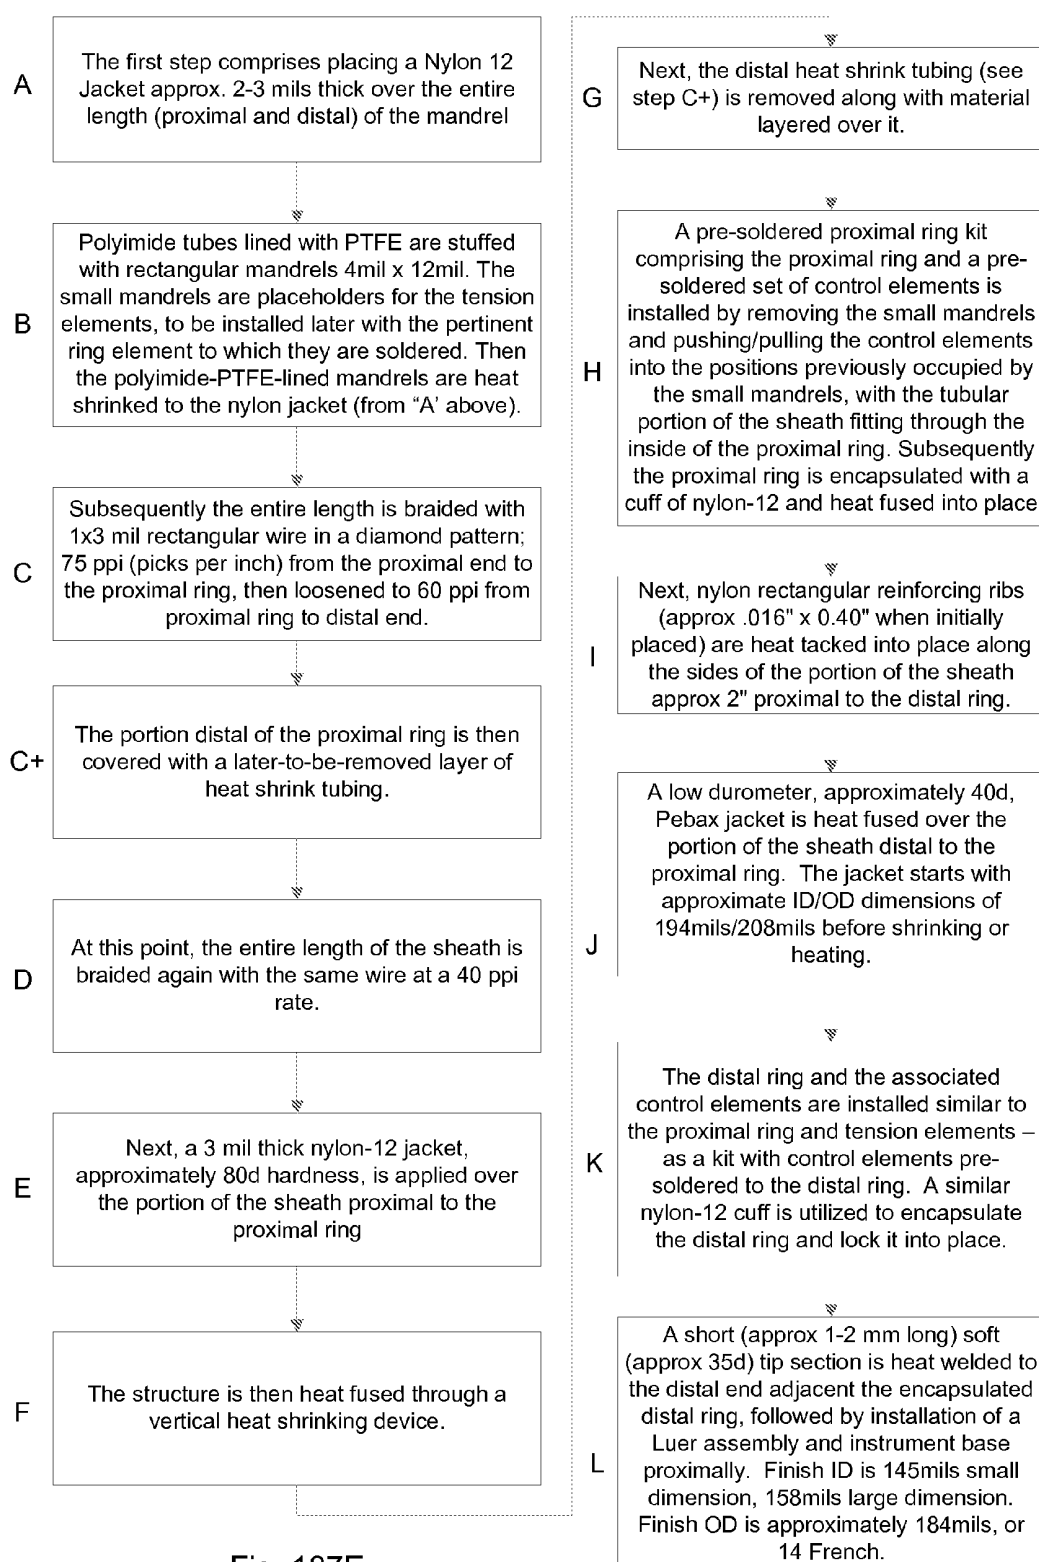 A
The first step comprises placing a Nylon 12
Jacket approx. 2-3 mils thick over the entire
length (proximal and distal) of the mandrel
B
Polyimide tubes lined with PTFE are stuffed
with rectangular mandrels 4mil x 12mil. The
small mandrels are placeholders for the tension
elements, to be installed later with the pertinent
ring element to which they are soldered. Then
the polyimide-PTFE-lined mandrels are heat
shrinked to the nylon jacket (from “A’ above).
C
Subsequently the entire length is braided with
1x3 mil rectangular wire in a diamond pattern;
75 ppi (picks per inch) from the proximal end to
the proximal ring, then loosened to 60 ppi from
proximal ring to distal end.
C+
The portion distal of the proximal ring is then
covered with a later-to-be-removed layer of
heat shrink tubing.
D
At this point, the entire length of the sheath is
braided again with the same wire at a 40 ppi
rate.
E
Next, a 3 mil thick nylon-12 jacket,
approximately 80d hardness, is applied over
the portion of the sheath proximal to the
proximal ring
F
The structure is then heat fused through a
vertical heat shrinking device.
G
Next, the distal heat shrink tubing (see
step C+) is removed along with material
layered over it.
H
A pre-soldered proximal ring kit
comprising the proximal ring and a pre-
soldered set of control elements is
installed by removing the small mandrels
and pushing/pulling the control elements
into the positions previously occupied by
the small mandrels, with the tubular
portion of the sheath fitting through the
inside of the proximal ring. Subsequently
the proximal ring is encapsulated with a
cuff of nylon-12 and heat fused into place
I
Next, nylon rectangular reinforcing ribs
(approx .016" x 0.40" when initially
placed) are heat tacked into place along
the sides of the portion of the sheath
approx 2" proximal to the distal ring.
J
A low durometer, approximately 40d,
Pebax jacket is heat fused over the
portion of the sheath distal to the
proximal ring. The jacket starts with
approximate ID/OD dimensions of
194mils/208mils before shrinking or
heating.
K
The distal ring and the associated
control elements are installed similar to
the proximal ring and tension elements –
as a kit with control elements pre-
soldered to the distal ring. A similar
nylon-12 cuff is utilized to encapsulate
the distal ring and lock it into place.
L
A short (approx 1-2 mm long) soft
(approx 35d) tip section is heat welded to
the distal end adjacent the encapsulated
distal ring, followed by installation of a
Luer assembly and instrument base
proximally. Finish ID is 145mils small
dimension, 158mils large dimension.
Finish OD is approximately 184mils, or
14 French.